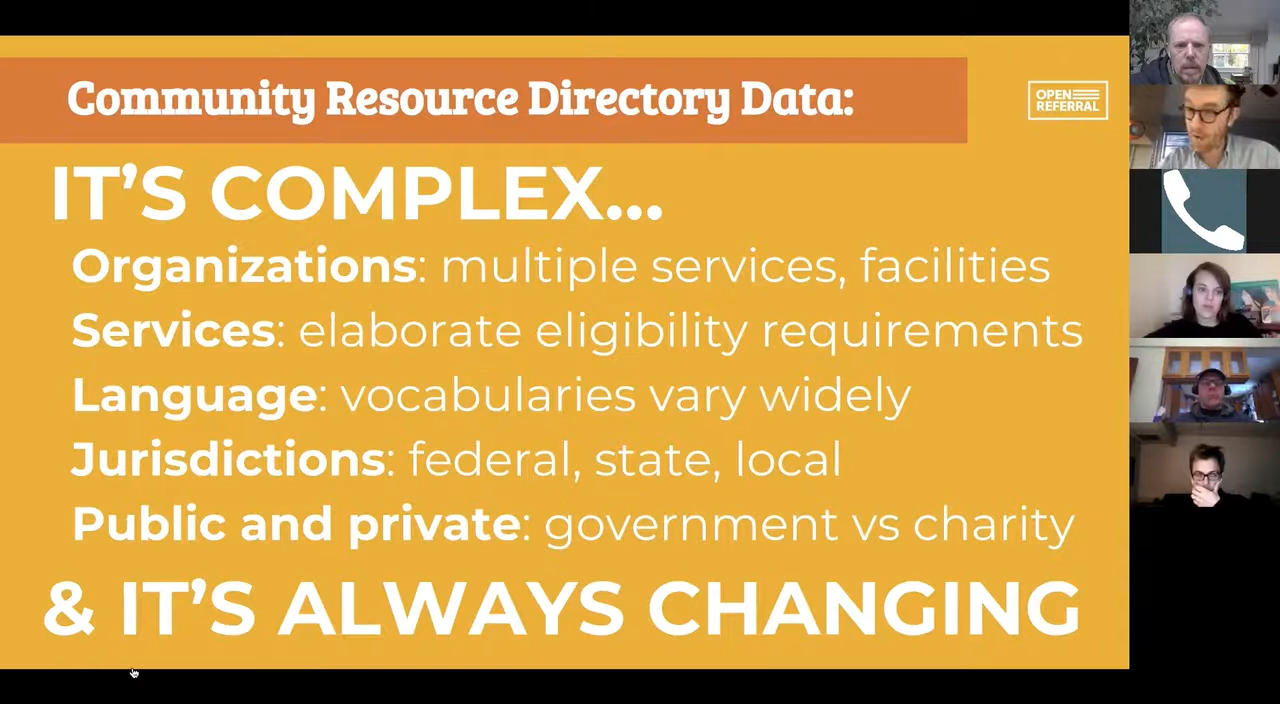 Community Resource Directory Data:
OPEN
REFERRAL
IT’S COMPLEX...
Organizations: multiple services, facilities
Services: elaborate eligibility requirements
Language: vocabularies vary widely
Jurisdictions: federal, state, local
Public and private: government vs charity
& IT’S ALWAYS CHANGING